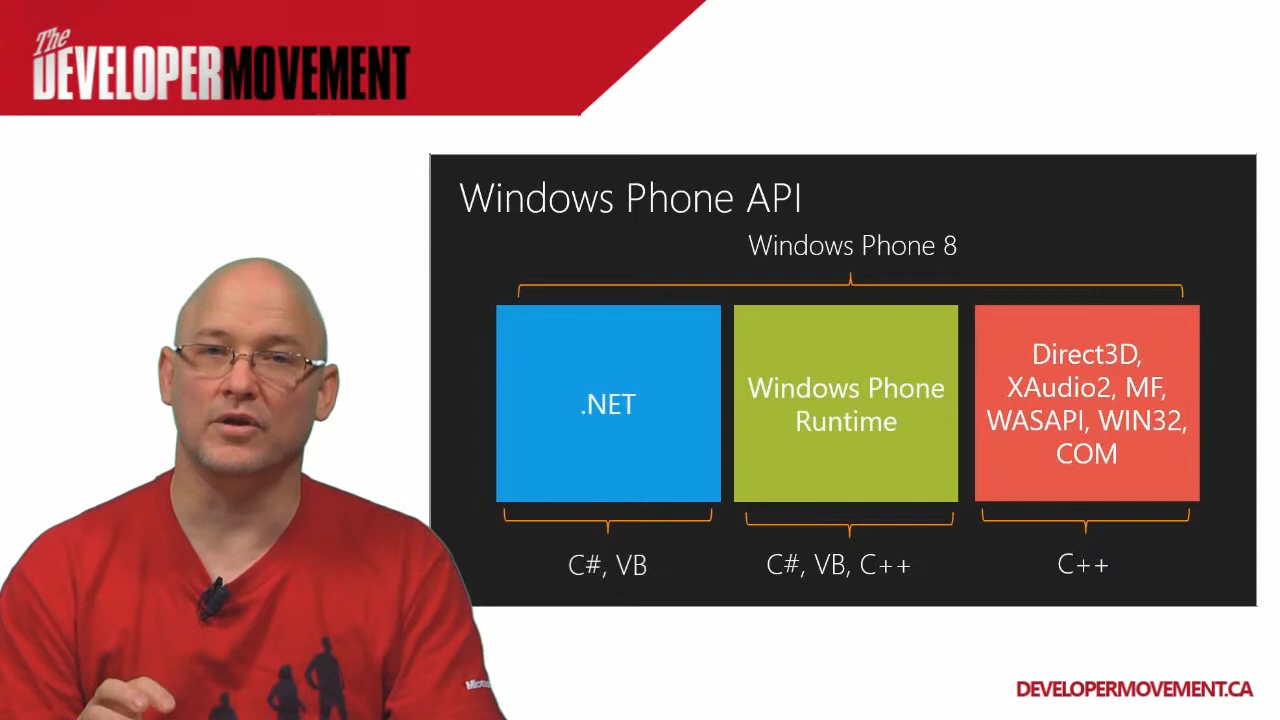 The
DEVELOPERMOVEMENT
Windows Phone API
Windows Phone 8
.NET
Windows Phone
Runtime
Direct3D,
XAudio2, MF,
WASAPI, WIN32,
COM
C#, VB
C#, VB, C++
C++
DEVELOPERMOVEMENT.CA